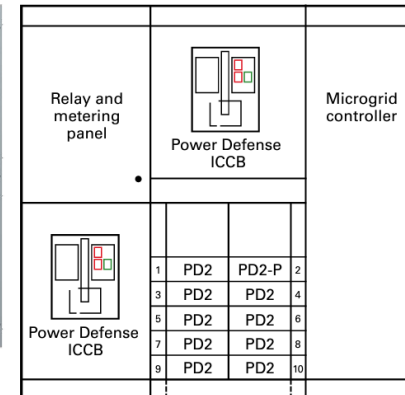 Relay and
metering
panel
Power Defense
ICCB
Microgrid
controller
Power Defense
ICCB
1 PD2 PD2-P 2
3 PD2 PD2 4
5 PD2 PD2 6
7 PD2 PD2 8
9 PD2 PD2 10